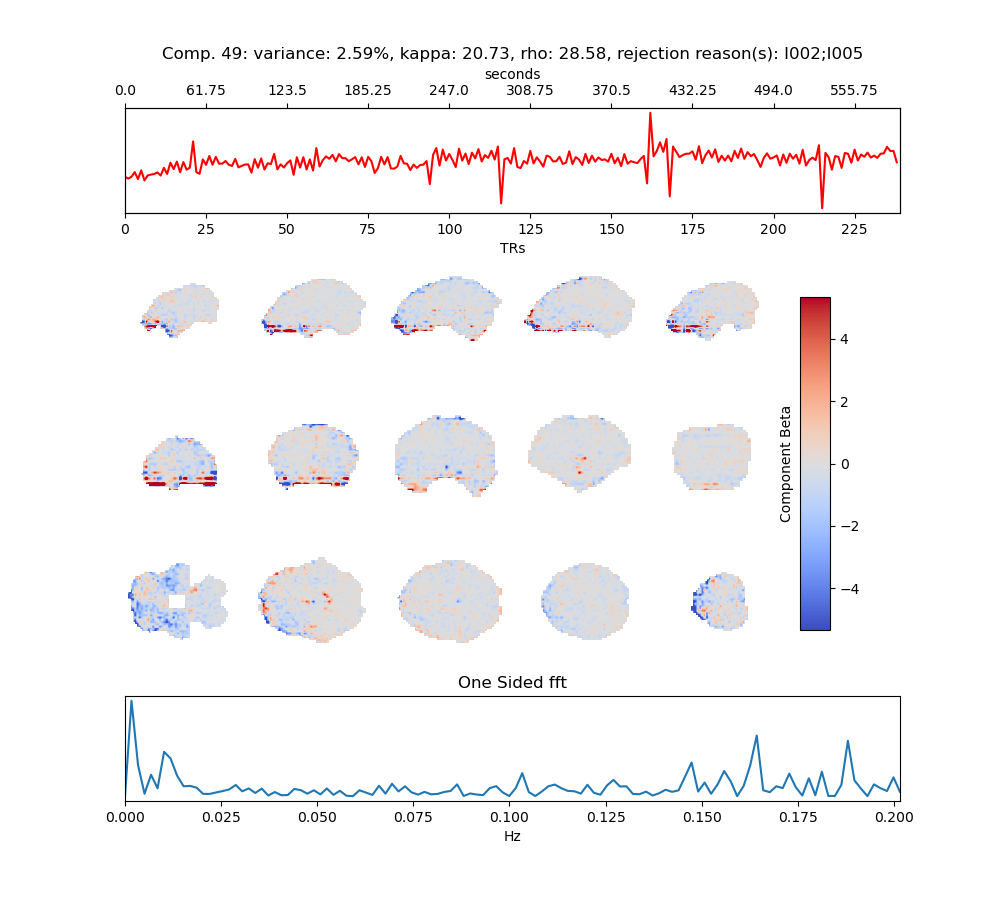 Comp. 49: variance: 2.59%, kappa: 20.73, rho: 28.58, rejection reason(s): I002;I005
seconds
0.0 61.75 123.5 185.25 247.0 308.75 370.5 432.25 494.0 555.75
0 25 50 75 100 125 150 175 200 225
TRs
4
2
0
−2
−4
Component Beta
One Sided fft
0.000 0.025 0.050 0.075 0.100 0.125 0.150 0.175 0.200
Hz